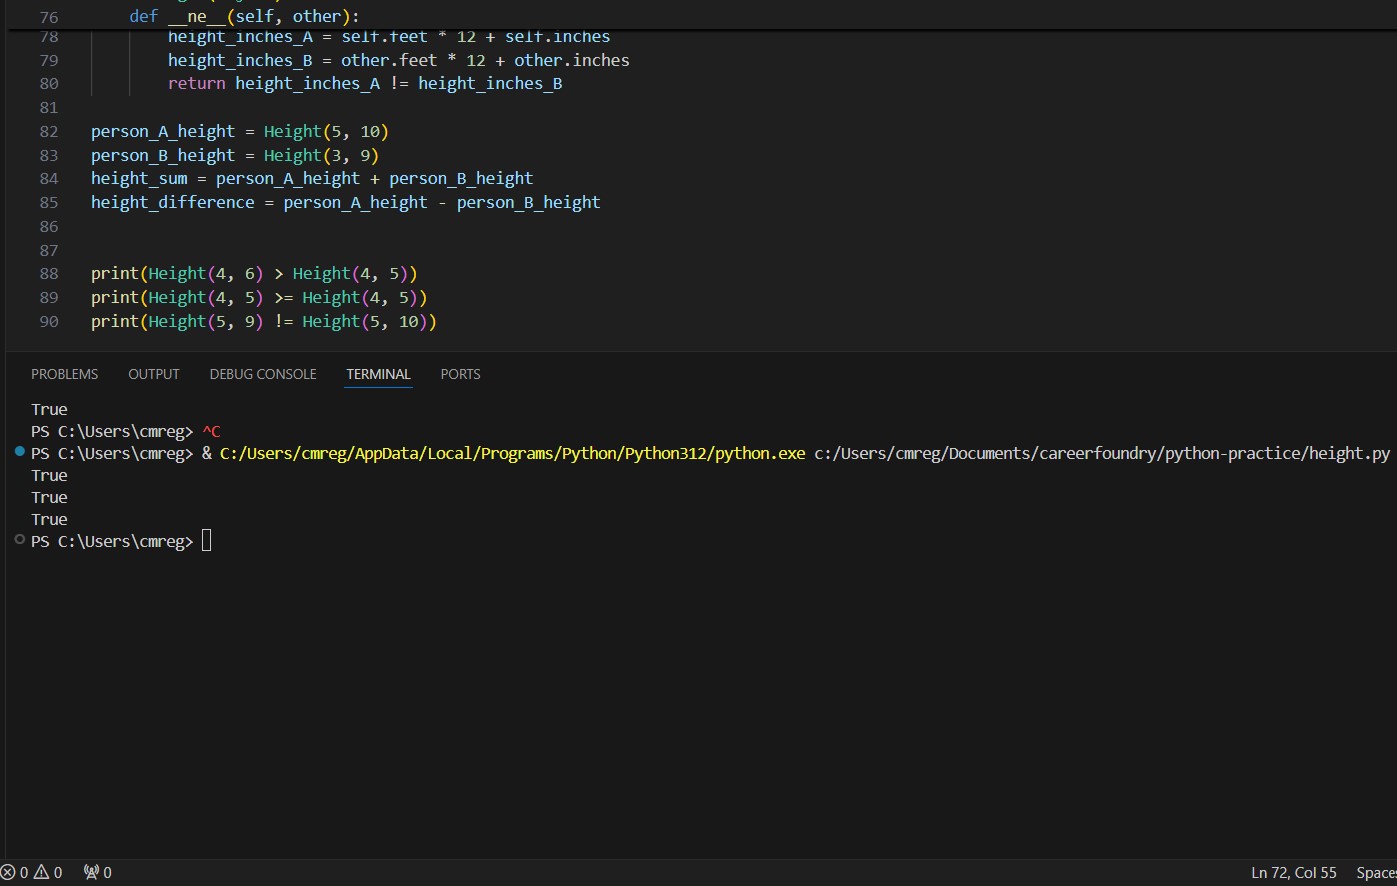 76 def __ne__(self, other):
78 height_inches_A = self.feet * 12 + self.inches
79 height_inches_B = other.feet * 12 + other.inches
80 return height_inches_A != height_inches_B
81
82 person_A_height = Height(5, 10)
83 person_B_height = Height(3, 9)
84 height_sum = person_A_height + person_B_height
85 height_difference = person_A_height - person_B_height
86
87
88 print(Height(4, 6) > Height(4, 5))
89 print(Height(4, 5) >= Height(4, 5))
90 print(Height(5, 9) != Height(5, 10))
PROBLEMS OUTPUT DEBUG CONSOLE TERMINAL PORTS
True
PS C:\Users\cmreg> ^C
PS C:\Users\cmreg> & C:/Users/cmreg/AppData/Local/Programs/Python/Python312/python.exe c:/Users/cmreg/Documents/careerfoundry/python-practice/height.py
True
True
True
PS C:\Users\cmreg>
0 0 0 Ln 72, Col 55 Space